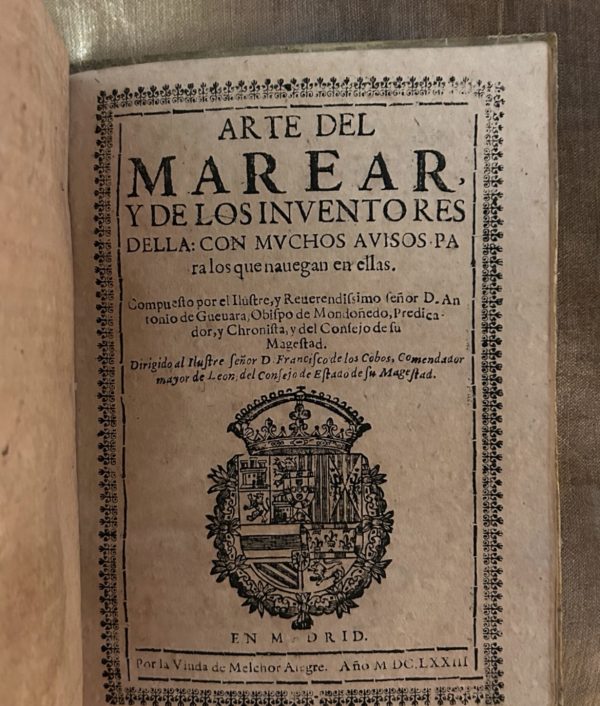 ARTE DEL
MAREAR,
Y DE LOS INVENTORES
DELLA: CON MVCHOS AVISOS PA
ra los que nauegan en ellas.
Compuesto por el Ilustre, y Reuerendissimo señor D. An
tonio de Gueuara, Obispo de Mondoñedo, Predica-
dor, y Chronista, y del Consejo de su
Magestad.
Dirigido al Ilustre señor D. Francisco de los Cobos, Comendador
mayor de Leon, del Consejo de Estado de su Magestad.
EN MADRID.
Por la Viuda de Melchor Alegre. Año M DC.LXXIII